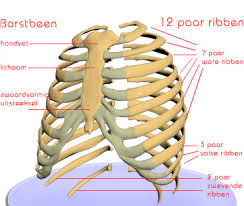 Borstbeen
12 paar ribben
handvat
7 paar
ware ribben
lichaam
zwaardvormig
uitsteeksel
3 paar
valse ribben
2 paar
zwevende
ribben